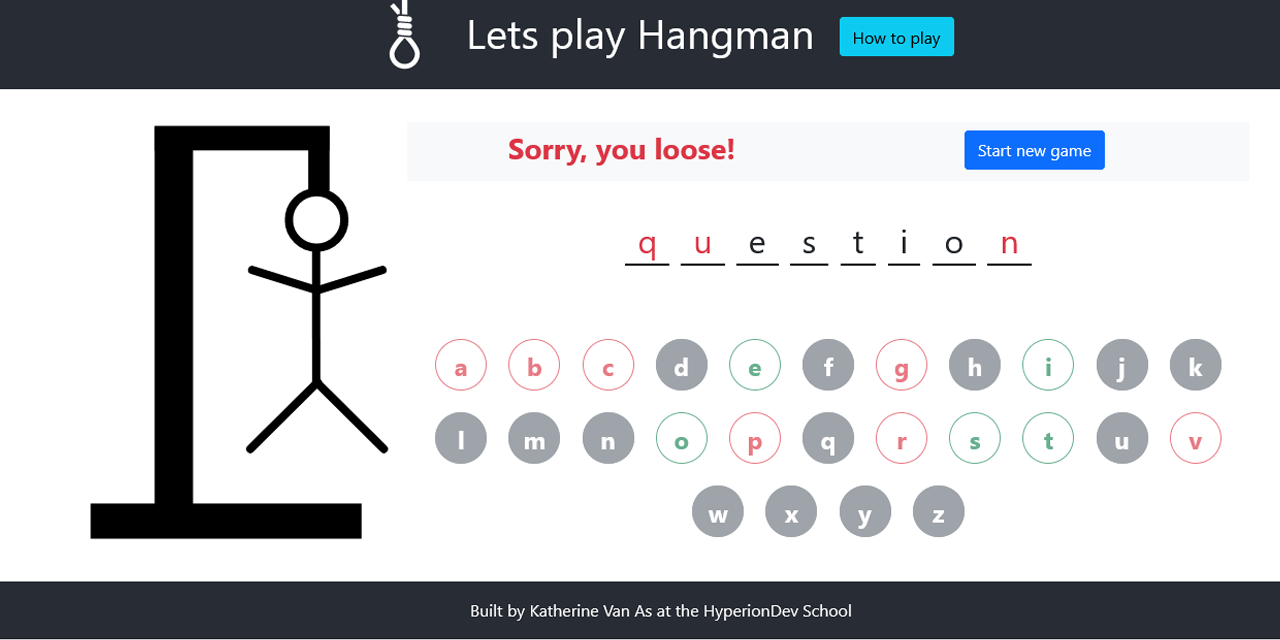 Lets play Hangman How to play
Sorry, you loose! Start new game
q u e s t i o n
a b c d e f g h i j k
l m n o p q r s t u v
w x y z
Built by Katherine Van As at the HyperionDev School